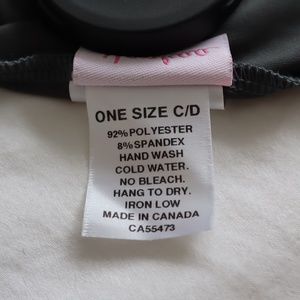 ONE SIZE C/D
92% POLYESTER
8% SPANDEX
HAND WASH
COLD WATER.
NO BLEACH.
HANG TO DRY.
IRON LOW
MADE IN CANADA
CA55473